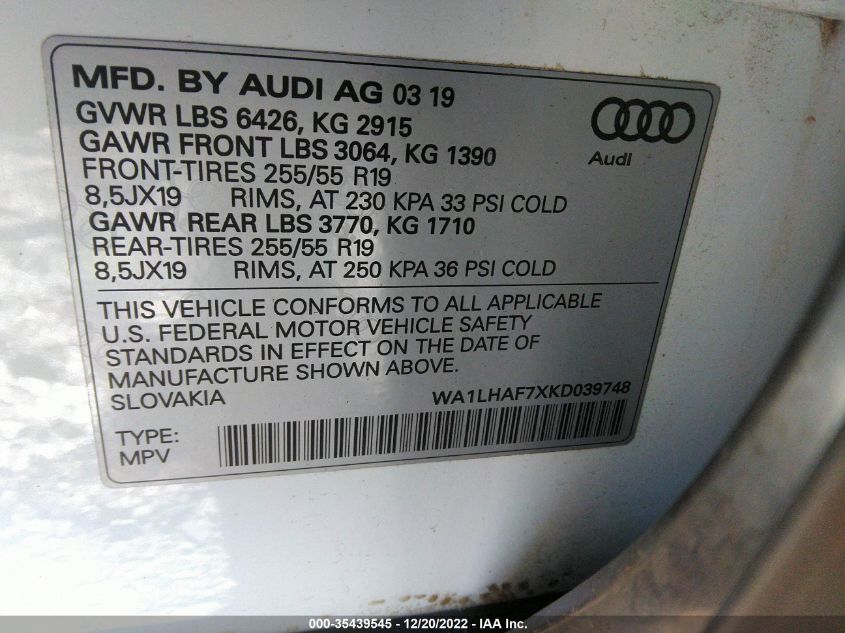 MFD. BY AUDI AG 03 19
GVWR LBS 6426, KG 2915
GAWR FRONT LBS 3064, KG 1390
FRONT-TIRES 255/55 R19
8,5JX19 RIMS, AT 230 KPA 33 PSI COLD
GAWR REAR LBS 3770, KG 1710
REAR-TIRES 255/55 R19
8,5JX19 RIMS, AT 250 KPA 36 PSI COLD
Audi
THIS VEHICLE CONFORMS TO ALL APPLICABLE
U.S. FEDERAL MOTOR VEHICLE SAFETY
STANDARDS IN EFFECT ON THE DATE OF
MANUFACTURE SHOWN ABOVE.
SLOVAKIA WA1LHAF7XKD039748
TYPE:
MPV
000-35439545 - 12/20/2022 - IAA Inc.